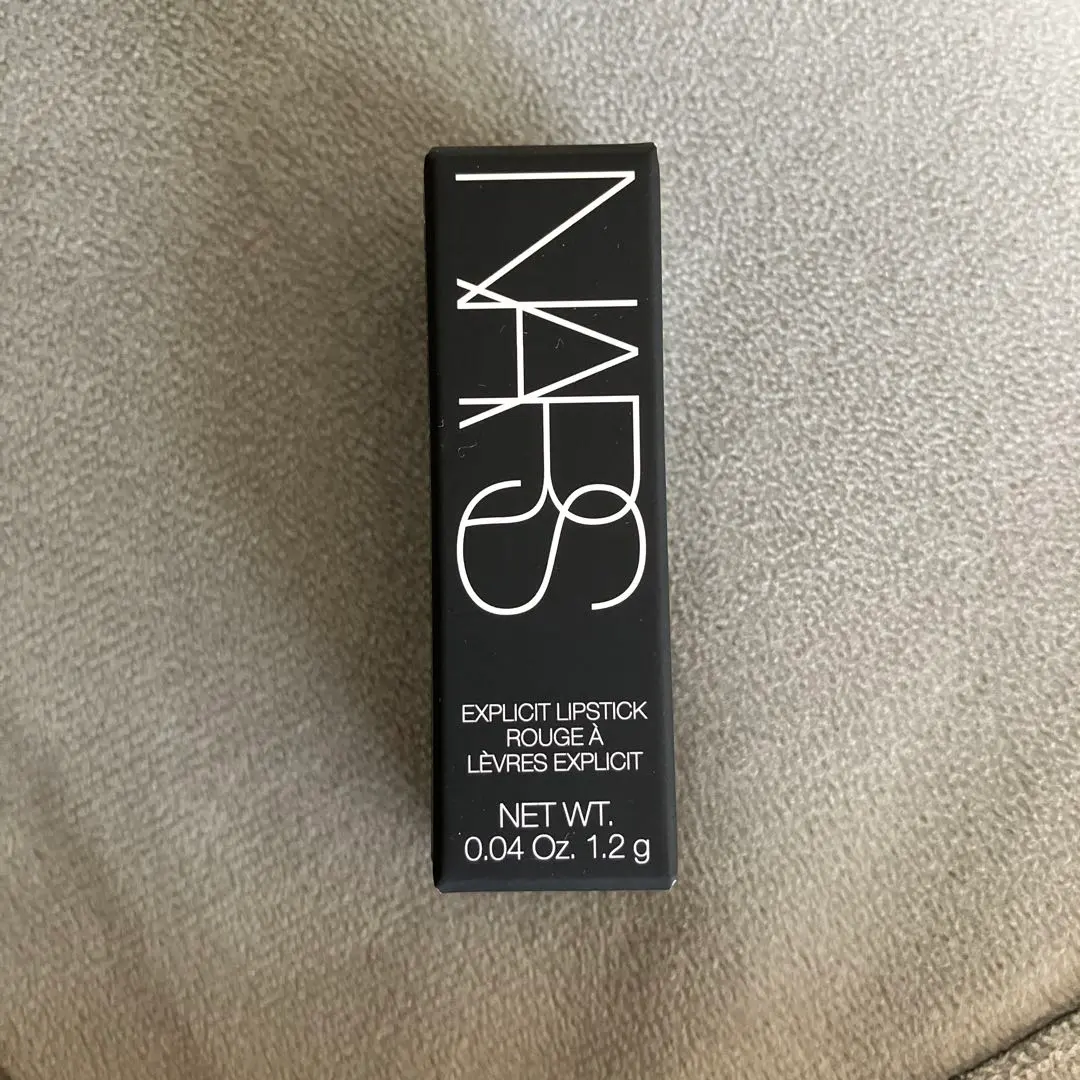 NARS
EXPLICIT LIPSTICK
ROUGE À
LÈVRES EXPLICIT
NET WT.
0.04 Oz. 1.2 g